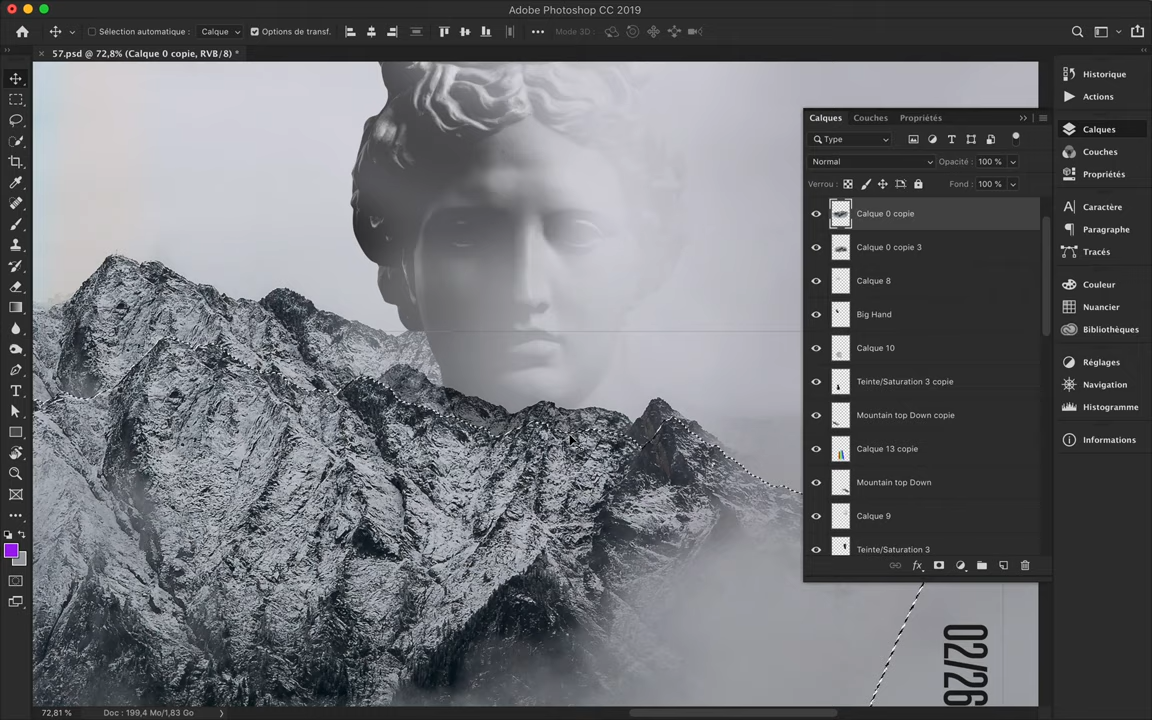 Adobe Photoshop CC 2019
Sélection automatique :
Calque
Options de transf.
Mode 3D :
57.psd @ 72,8% (Calque 0 copie, RVB/8) *
Calques
Couches
Propriétés
Type
Normal
Opacité :
100 %
Verrou :
Fond :
100 %
Calque 0 copie
Calque 0 copie 3
Calque 8
Big Hand
Calque 10
Teinte/Saturation 3 copie
Mountain top Down copie
Calque 13 copie
Mountain top Down
Calque 9
Teinte/Saturation 3
fx
Historique
Actions
Calques
Couches
Propriétés
Caractère
Paragraphe
Tracés
Couleur
Nuancier
Bibliothèques
Réglages
Navigation
Histogramme
Informations
02/26
72,81 %
Doc : 199,4 Mo/1,83 Go